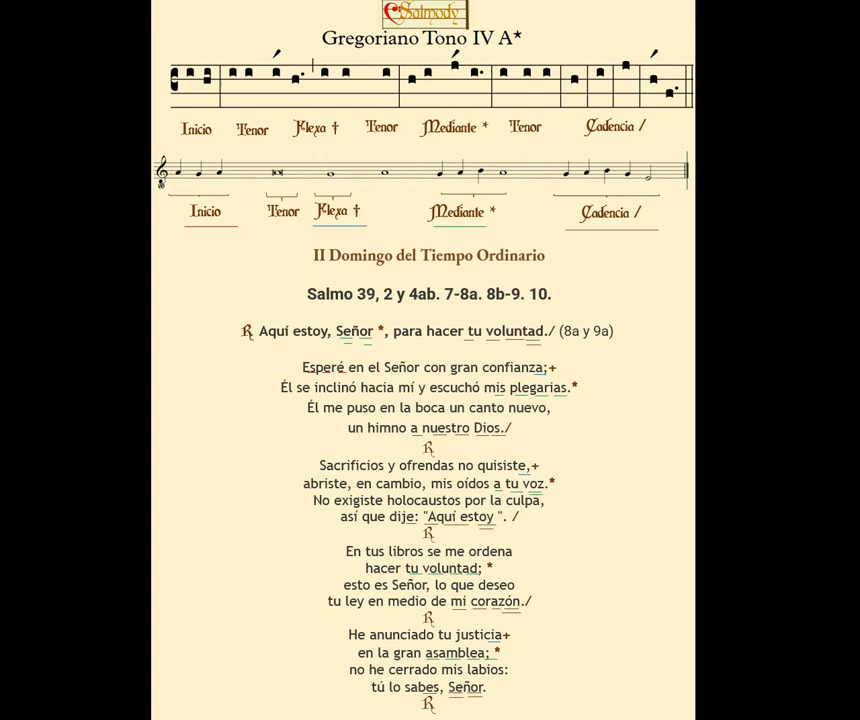 Salmody
Gregoriano Tono IV A*
Inicio Tenor Flexa † Tenor Mediante * Tenor Cadencia /
Inicio Tenor Flexa † Mediante * Cadencia /
II Domingo del Tiempo Ordinario
Salmo 39, 2 y 4ab. 7-8a. 8b-9. 10.
℟ Aquí estoy, Señor *, para hacer tu voluntad./ (8a y 9a)
Esperé en el Señor con gran confianza;+
Él se inclinó hacia mí y escuchó mis plegarias.*
Él me puso en la boca un canto nuevo,
un himno a nuestro Dios./
℟
Sacrificios y ofrendas no quisiste,+
abriste, en cambio, mis oídos a tu voz.*
No exigiste holocaustos por la culpa,
así que dije: "Aquí estoy ". /
℟
En tus libros se me ordena
hacer tu voluntad; *
esto es Señor, lo que deseo
tu ley en medio de mi corazón./
℟
He anunciado tu justicia+
en la gran asamblea; *
no he cerrado mis labios:
tú lo sabes, Señor.
℟